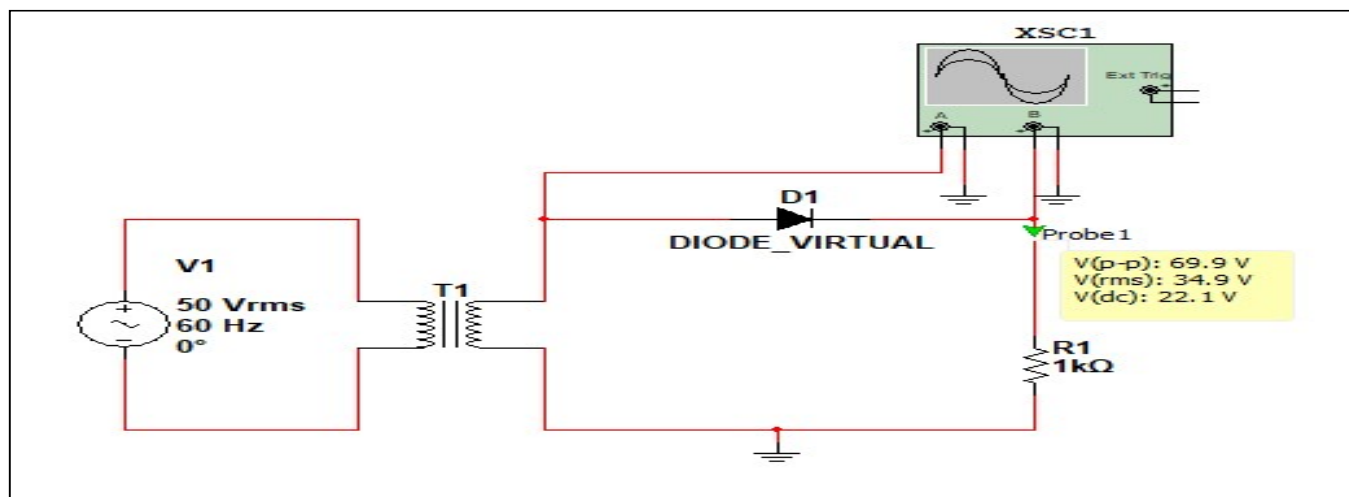 XSC1
Ext Trig
A
B
D1
DIODE_VIRTUAL
Probe1
V(p-p): 69.9 V
V(rms): 34.9 V
V(dc): 22.1 V
V1
50 Vrms
60 Hz
0°
T1
R1
1kΩ